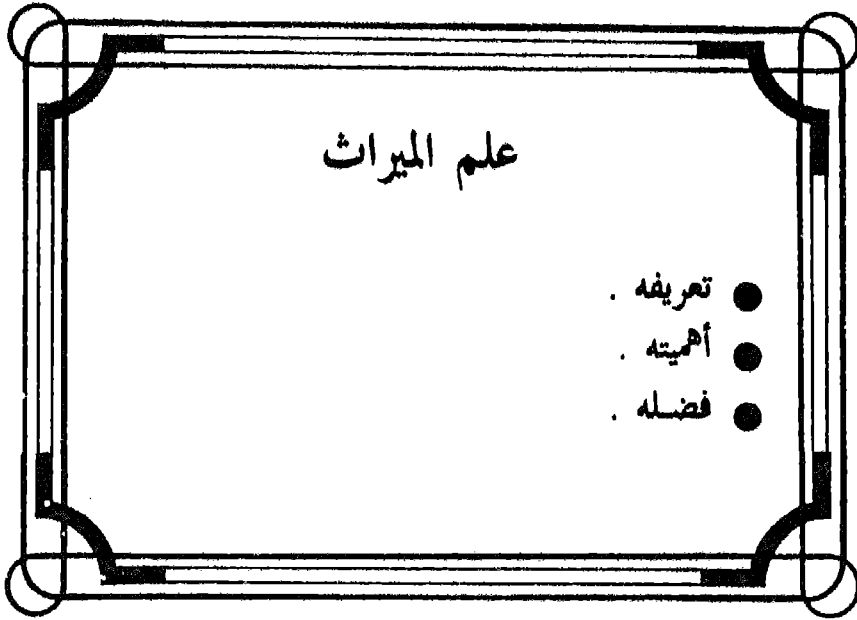 علم الميراث
● تعريفه .
● أهميته .
● فضله .